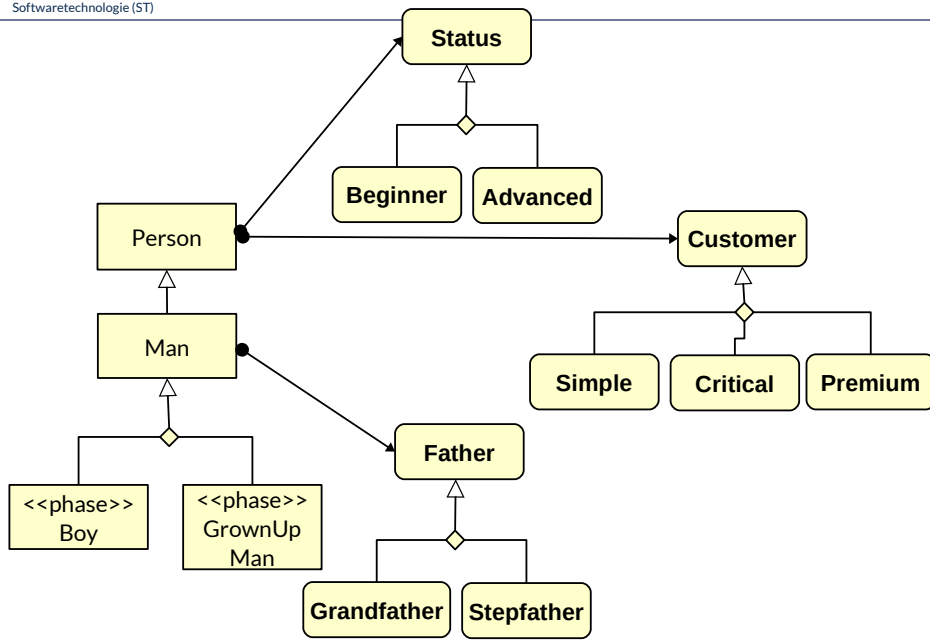 Softwaretechnologie (ST)
Status
Beginner
Advanced
Person
Customer
Man
Simple
Critical
Premium
Father
<<phase>>
Boy
<<phase>>
GrownUp
Man
Grandfather
Stepfather